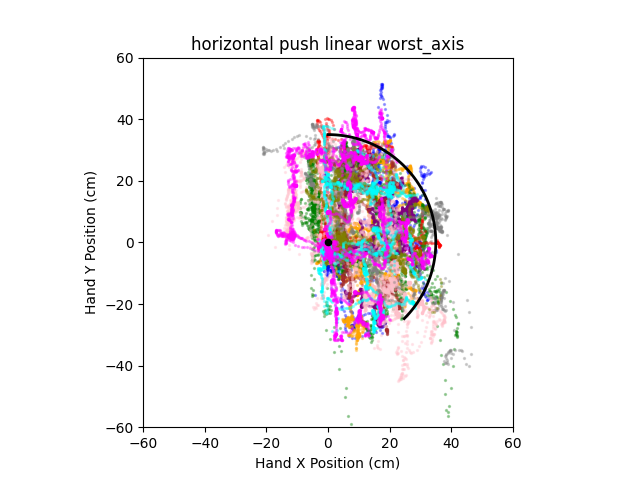 horizontal push linear worst_axis
60
40
20
0
−20
−40
−60
Hand Y Position (cm)
−60 −40 −20 0 20 40 60
Hand X Position (cm)